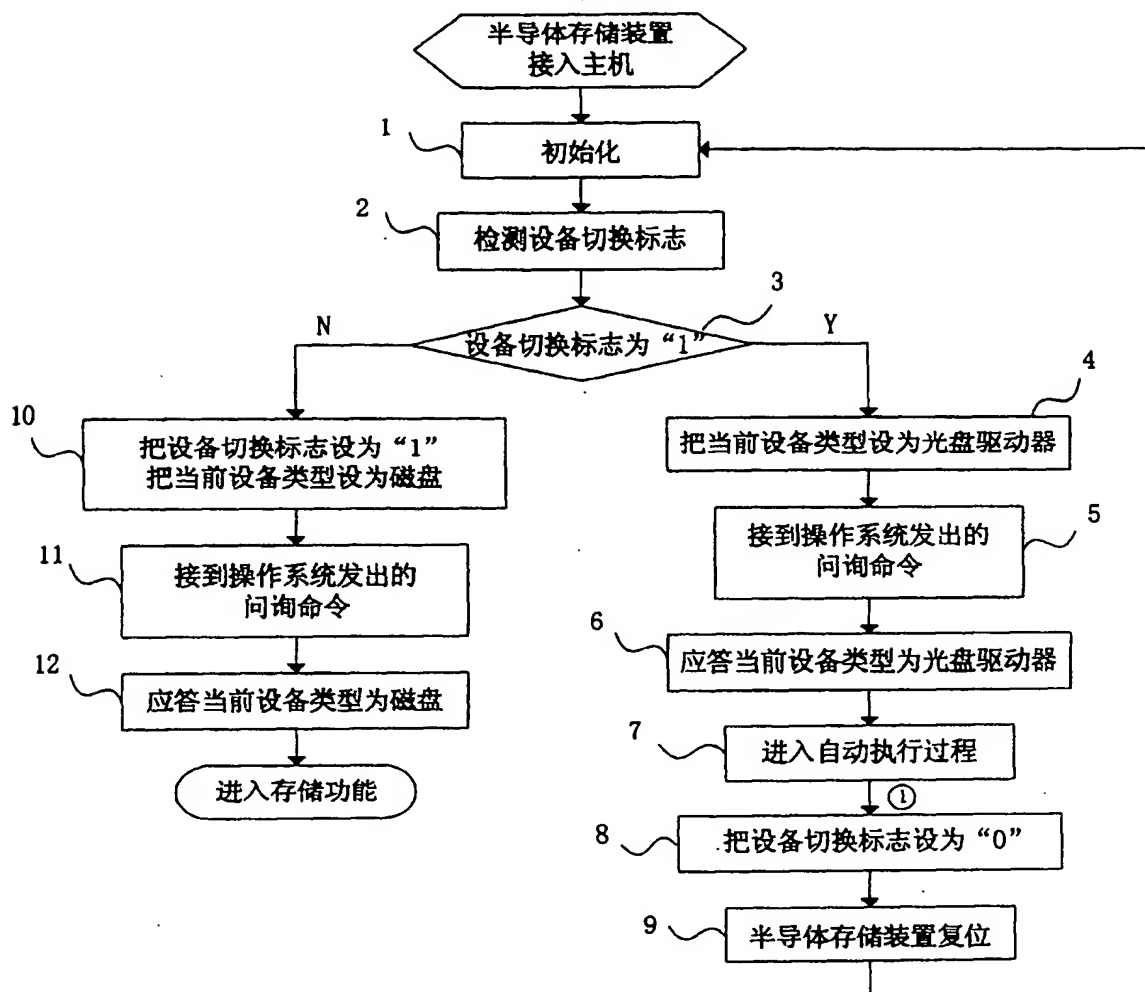 半导体存储装置
接入主机
1
初始化
2
检测设备切换标志
3
N
设备切换标志为“1”
Y
10
把设备切换标志设为“1”
把当前设备类型设为磁盘
4
把当前设备类型设为光盘驱动器
11
接到操作系统发出的
问询命令
5
接到操作系统发出的
问询命令
12
应答当前设备类型为磁盘
6
应答当前设备类型为光盘驱动器
进入存储功能
7
进入自动执行过程
①
8
把设备切换标志设为“0”
9
半导体存储装置复位